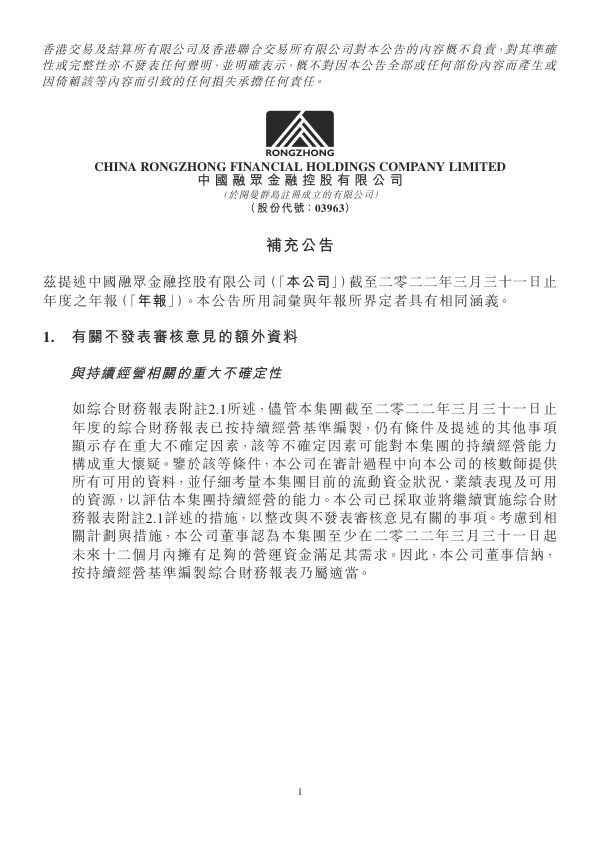 香港交易及結算所有限公司及香港聯合交易所有限公司對本公告的內容概不負責，對其準確
性或完整性亦不發表任何聲明，並明確表示，概不對因本公告全部或任何部份內容而產生或
因倚賴該等內容而引致的任何損失承擔任何責任。
RONGZHONG
CHINA RONGZHONG FINANCIAL HOLDINGS COMPANY LIMITED
中國融眾金融控股有限公司
（於開曼群島註冊成立的有限公司）
（股份代號：03963）
補充公告
茲提述中國融眾金融控股有限公司（「本公司」）截至二零二二年三月三十一日止
年度之年報（「年報」）。本公告所用詞彙與年報所界定者具有相同涵義。
1. 有關不發表審核意見的額外資料
與持續經營相關的重大不確定性
如綜合財務報表附註2.1所述，儘管本集團截至二零二二年三月三十一日止
年度的綜合財務報表已按持續經營基準編製，仍有條件及提述的其他事項
顯示存在重大不確定因素，該等不確定因素可能對本集團的持續經營能力
構成重大懷疑。鑒於該等條件，本公司在審計過程中向本公司的核數師提供
所有可用的資料，並仔細考量本集團目前的流動資金狀況、業績表現及可用
的資源，以評估本集團持續經營的能力。本公司已採取並將繼續實施綜合財
務報表附註2.1詳述的措施，以整改與不發表審核意見有關的事項。考慮到相
關計劃與措施，本公司董事認為本集團至少在二零二二年三月三十一日起
未來十二個月內擁有足夠的營運資金滿足其需求。因此，本公司董事信納，
按持續經營基準編製綜合財務報表乃屬適當。
1